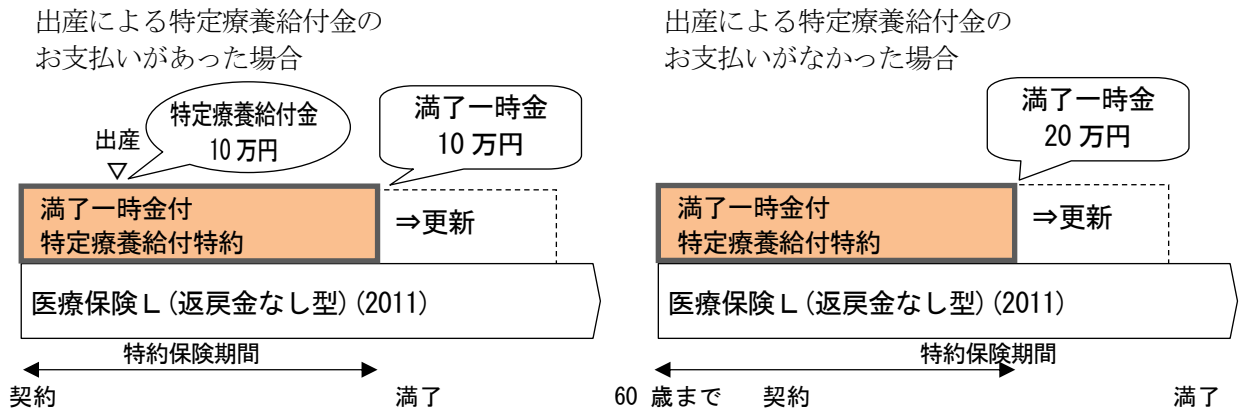 出産による特定療養給付金の
お支払いがあった場合
特定療養給付金
10万円
出産
▽
満了一時金
10万円
満了一時金付
特定療養給付特約
⇒更新
医療保険L(返戻金なし型)(2011)
特約保険期間
契約
満了
出産による特定療養給付金の
お支払いがなかった場合
満了一時金
20万円
満了一時金付
特定療養給付特約
⇒更新
医療保険L(返戻金なし型)(2011)
特約保険期間
60 歳まで
契約
満了